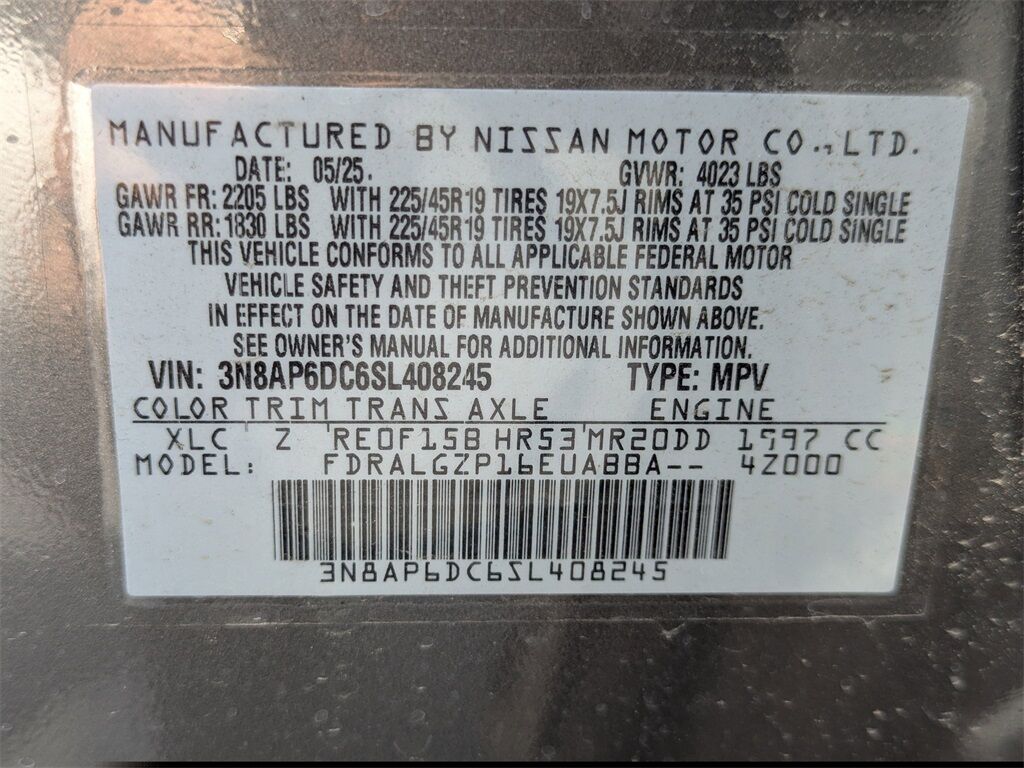 MANUFACTURED BY NISSAN MOTOR CO.,LTD.
DATE: 05/25. GVWR: 4023 LBS
GAWR FR: 2205 LBS WITH 225/45R19 TIRES 19X7.5J RIMS AT 35 PSI COLD SINGLE
GAWR RR: 1830 LBS WITH 225/45R19 TIRES 19X7.5J RIMS AT 35 PSI COLD SINGLE
THIS VEHICLE CONFORMS TO ALL APPLICABLE FEDERAL MOTOR
VEHICLE SAFETY AND THEFT PREVENTION STANDARDS
IN EFFECT ON THE DATE OF MANUFACTURE SHOWN ABOVE.
SEE OWNER'S MANUAL FOR ADDITIONAL INFORMATION.
VIN: 3N8AP6DC6SL408245 TYPE: MPV
COLOR TRIM TRANS AXLE ENGINE
XLC Z RE0F15B HR53 MR20DD 1997 CC
MODEL: FDRALGZP16EUABBA-- 4Z000
3N8AP6DC6SL408245